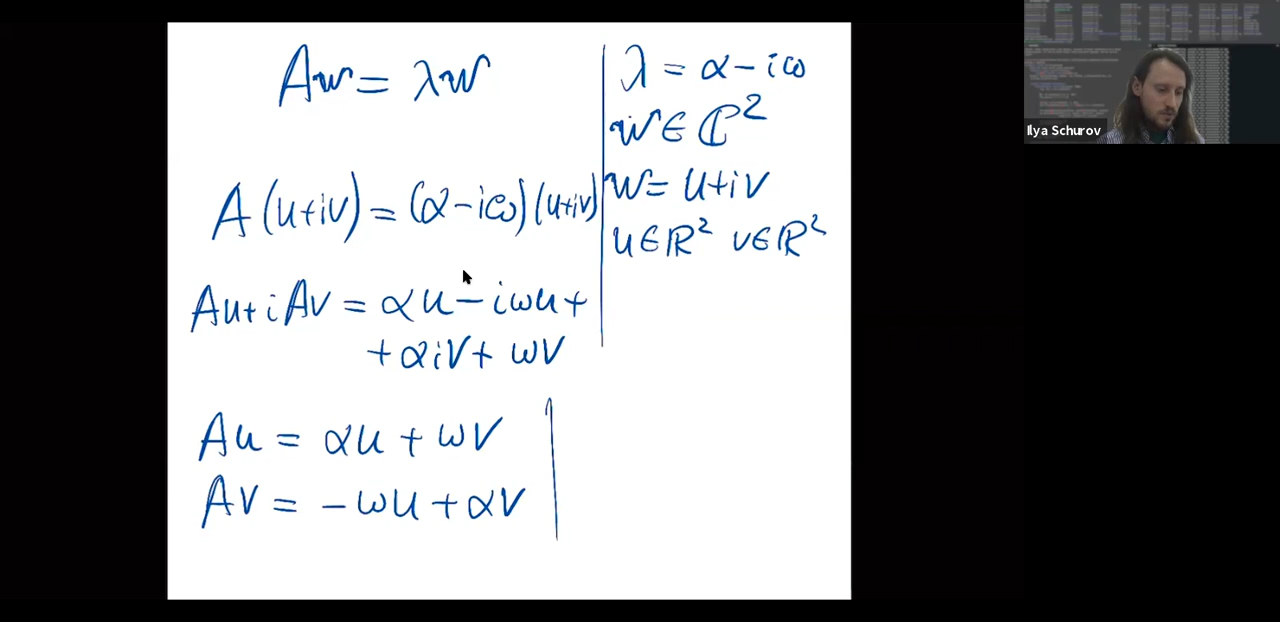 Aw = λw
A(u+iv) = (α-iω)(u+iv)
Au+iAv = αu-iωu+
+αiv+ωv
Au = αu+ωv
Av = -ωu+αv
λ = α-iω
w∈ℂ²
w= u+iv
u∈ℝ² v∈ℝ²
Ilya Schurov